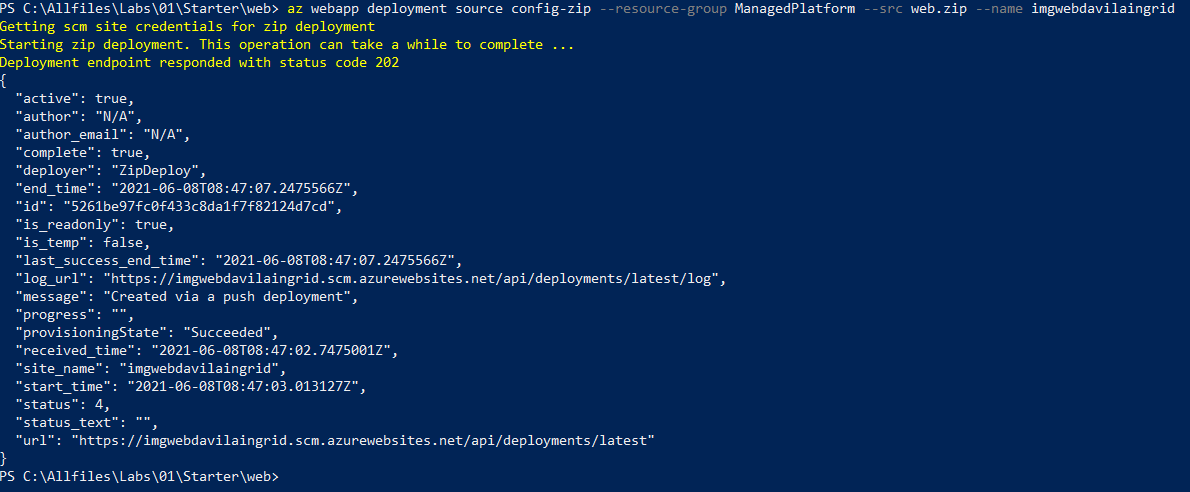 PS C:\Allfiles\Labs\01\Starter\web> az webapp deployment source config-zip --resource-group ManagedPlatform --src web.zip --name imgwebdavilaingrid
Getting scm site credentials for zip deployment
Starting zip deployment. This operation can take a while to complete ...
Deployment endpoint responded with status code 202
{
  "active": true,
  "author": "N/A",
  "author_email": "N/A",
  "complete": true,
  "deployer": "ZipDeploy",
  "end_time": "2021-06-08T08:47:07.2475566Z",
  "id": "5261be97fc0f433c8da1f7f82124d7cd",
  "is_readonly": true,
  "is_temp": false,
  "last_success_end_time": "2021-06-08T08:47:07.2475566Z",
  "log_url": "https://imgwebdavilaingrid.scm.azurewebsites.net/api/deployments/latest/log",
  "message": "Created via a push deployment",
  "progress": "",
  "provisioningState": "Succeeded",
  "received_time": "2021-06-08T08:47:02.7475001Z",
  "site_name": "imgwebdavilaingrid",
  "start_time": "2021-06-08T08:47:03.013127Z",
  "status": 4,
  "status_text": "",
  "url": "https://imgwebdavilaingrid.scm.azurewebsites.net/api/deployments/latest"
}
PS C:\Allfiles\Labs\01\Starter\web>